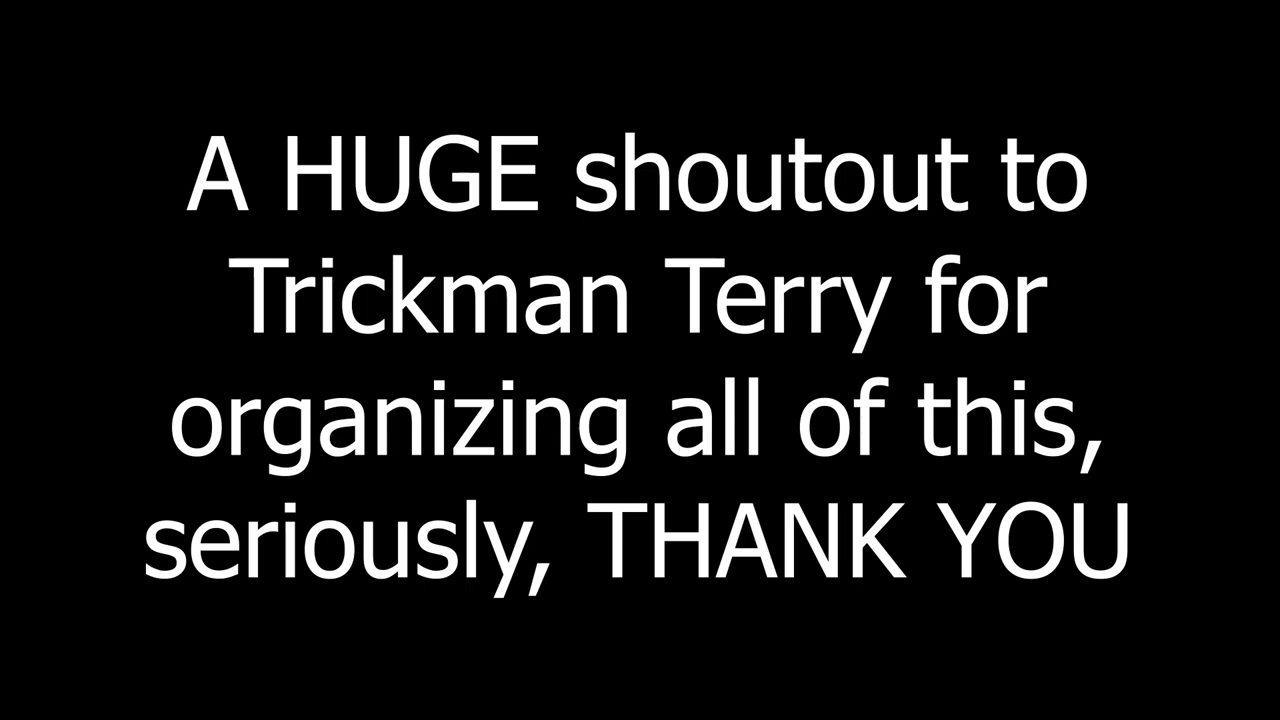 A HUGE shoutout to
Trickman Terry for
organizing all of this,
seriously, THANK YOU